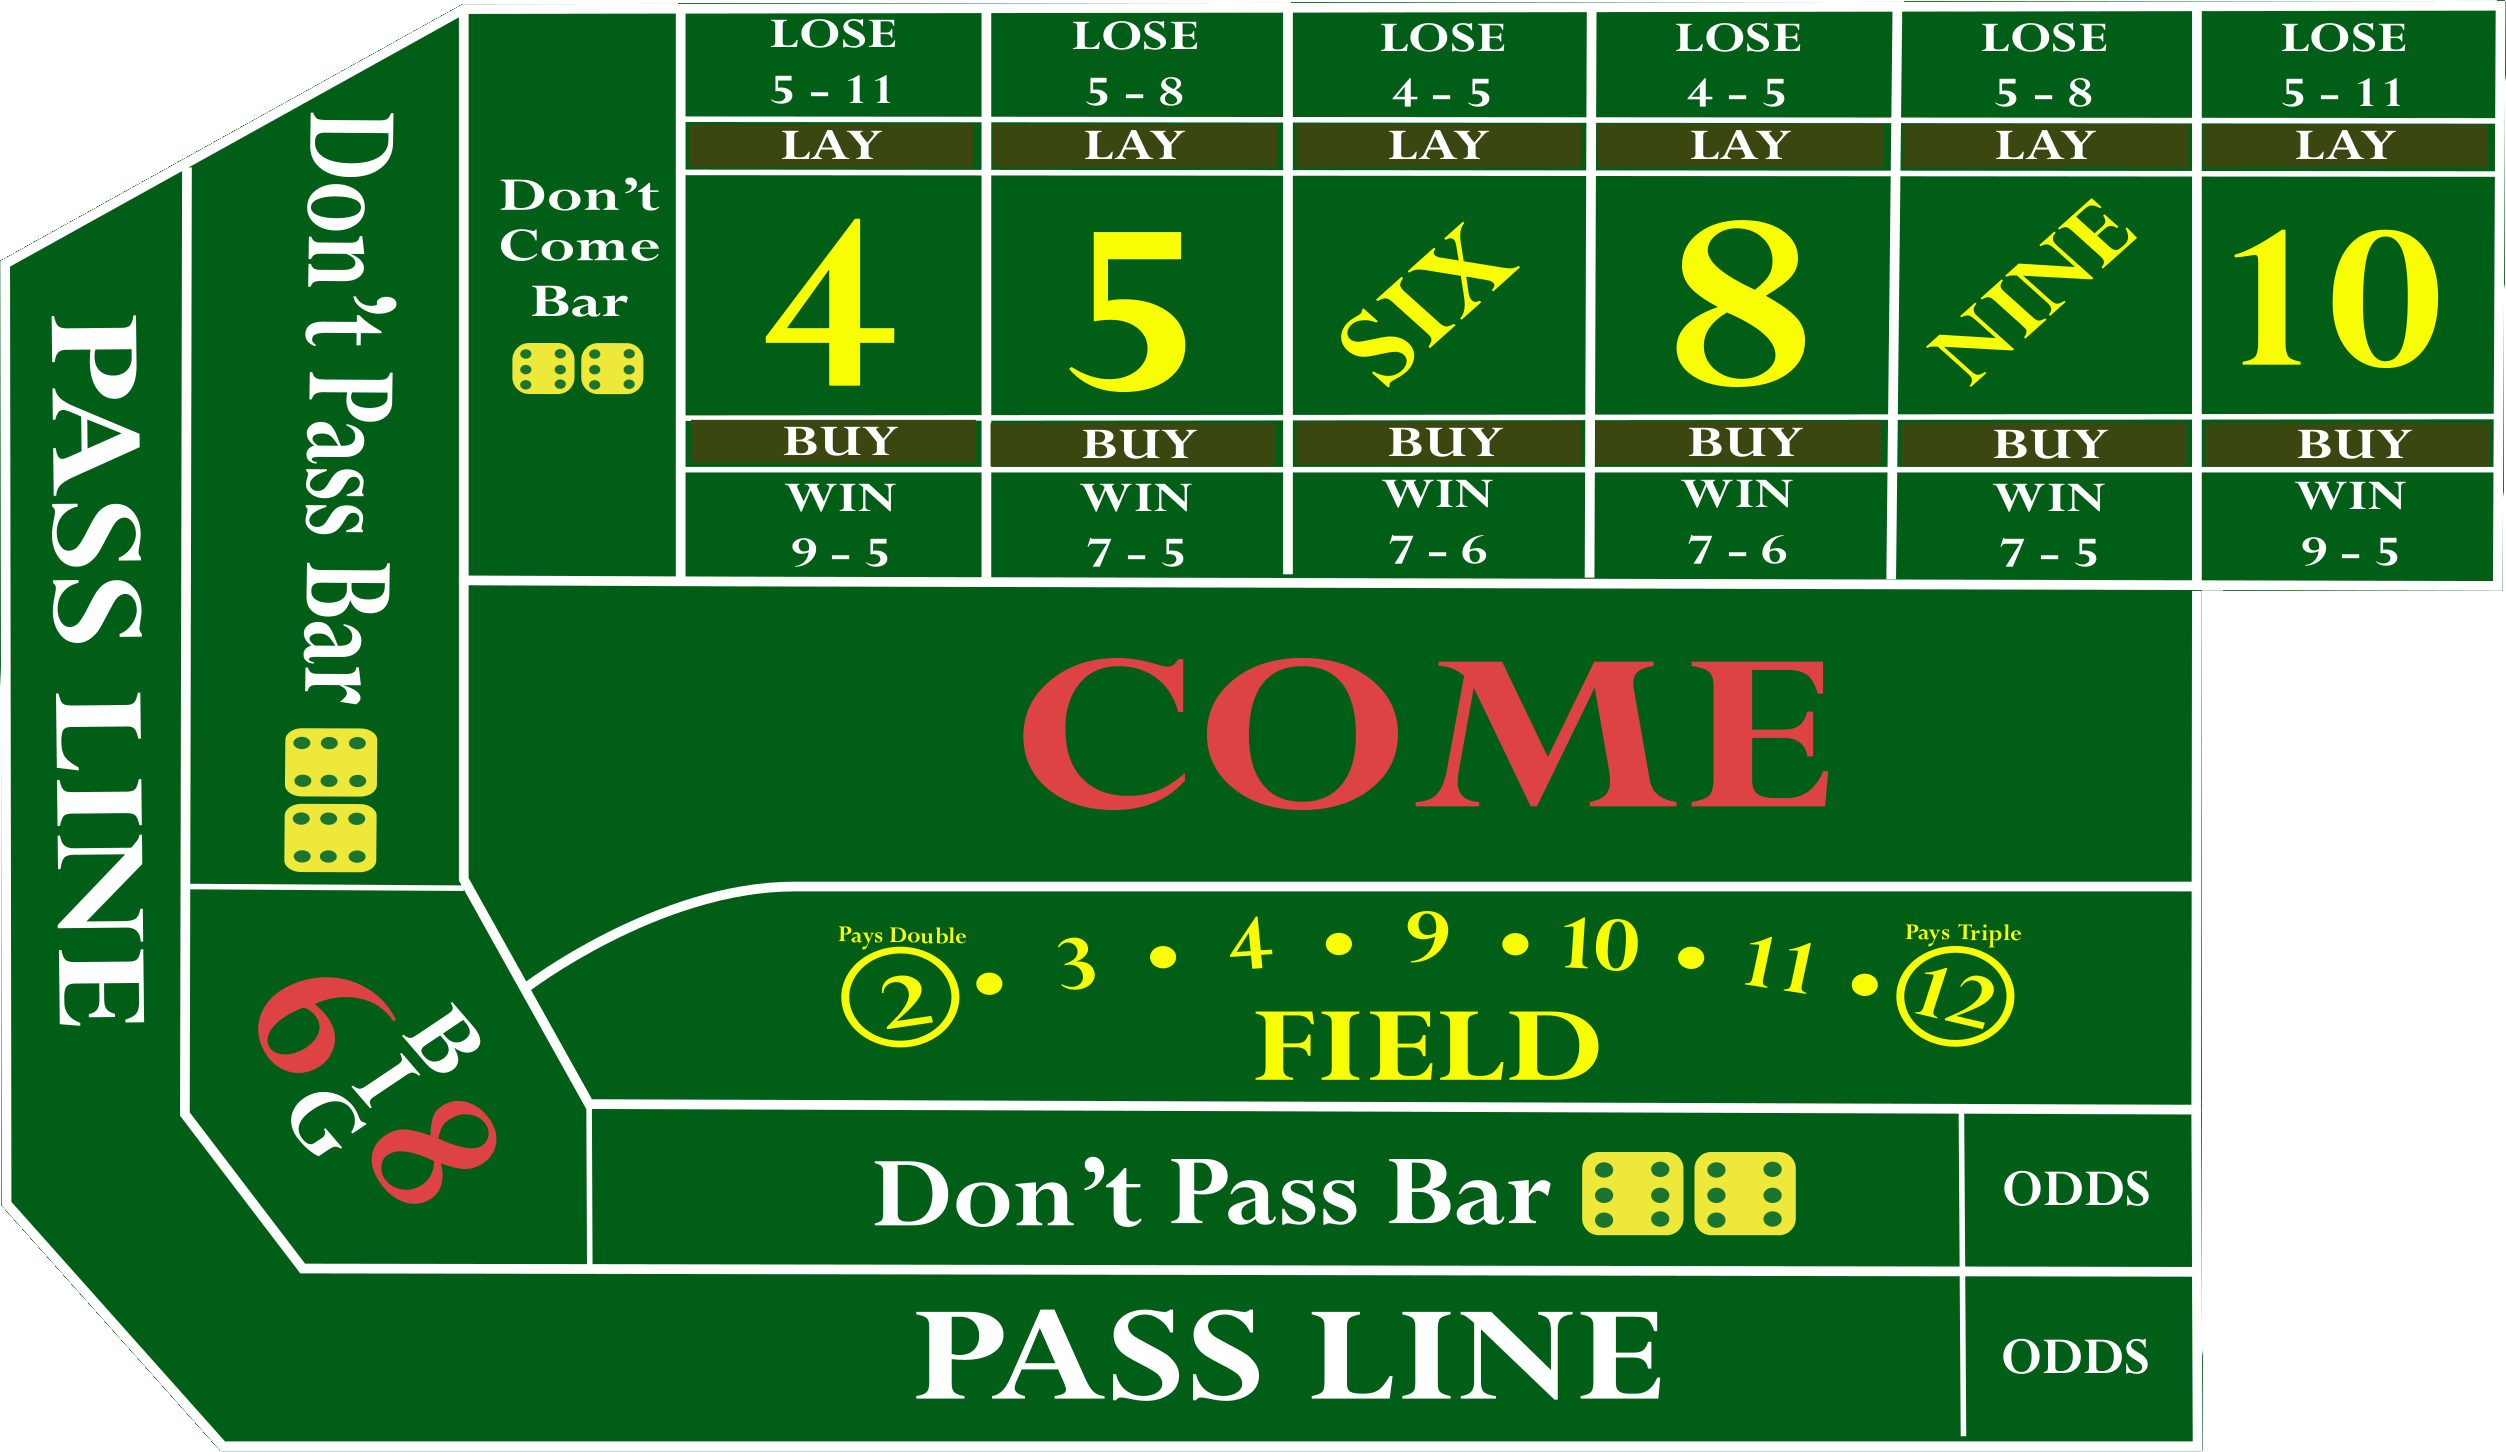 LOSE LOSE LOSE LOSE LOSE LOSE
5 - 11 5 - 8 4 - 5 4 - 5 5 - 8 5 - 11
LAY LAY LAY LAY LAY LAY
Don't
Come
Bar
4 5 SIX 8 NINE 10
BUY BUY BUY BUY BUY BUY
WIN WIN WIN WIN WIN WIN
9 - 5 7 - 5 7 - 6 7 - 6 7 - 5 9 - 5
PASS LINE
Don't Pass Bar
COME
Pays Double Pays Triple
2 • 3 • 4 • 9 • 10 • 11 • 12
FIELD
6 BIG 8
Don't Pass Bar
ODDS
PASS LINE
ODDS